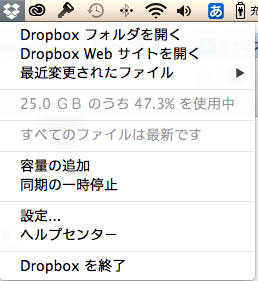 あ
充
Dropbox フォルダを開く
Dropbox Web サイトを開く
最近変更されたファイル
25.0 GB のうち 47.3% を使用中
すべてのファイルは最新です
容量の追加
同期の一時停止
設定...
ヘルプセンター
Dropbox を終了